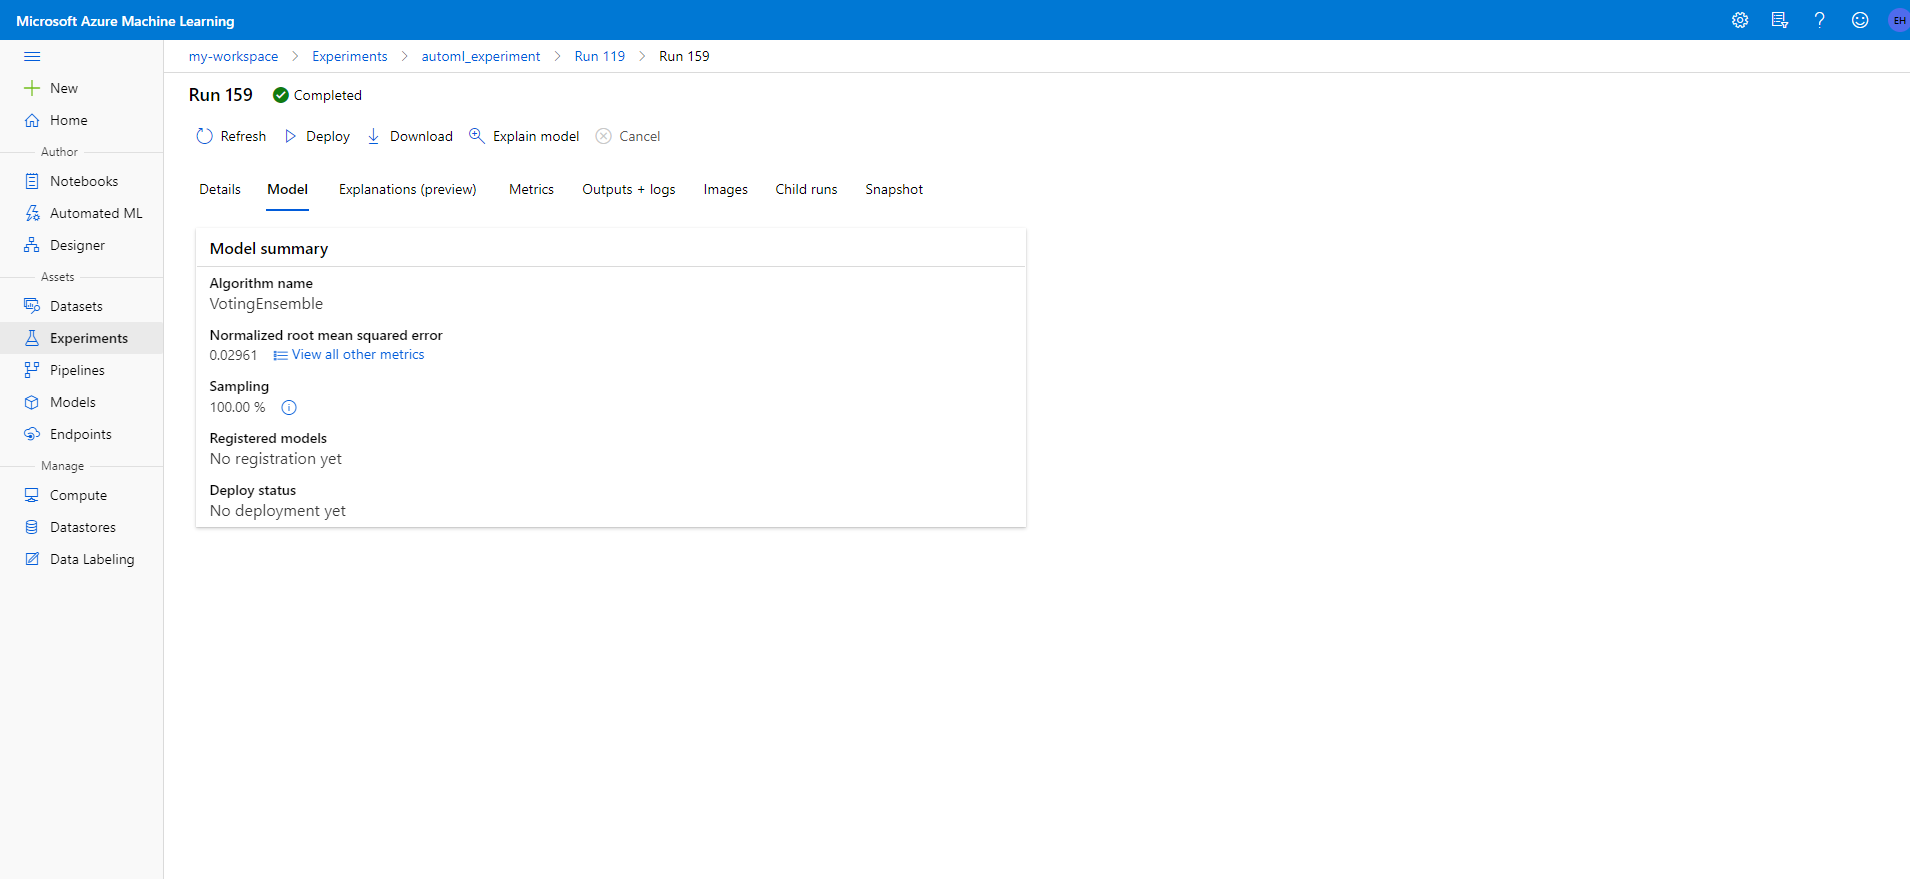 Microsoft Azure Machine Learning
EH
my-workspace > Experiments > automl_experiment > Run 119 > Run 159
New
Home
Author
Notebooks
Automated ML
Designer
Assets
Datasets
Experiments
Pipelines
Models
Endpoints
Manage
Compute
Datastores
Data Labeling
Run 159 Completed
Refresh Deploy Download Explain model Cancel
Details Model Explanations (preview) Metrics Outputs + logs Images Child runs Snapshot
Model summary
Algorithm name
VotingEnsemble
Normalized root mean squared error
0.02961 View all other metrics
Sampling
100.00 %
Registered models
No registration yet
Deploy status
No deployment yet